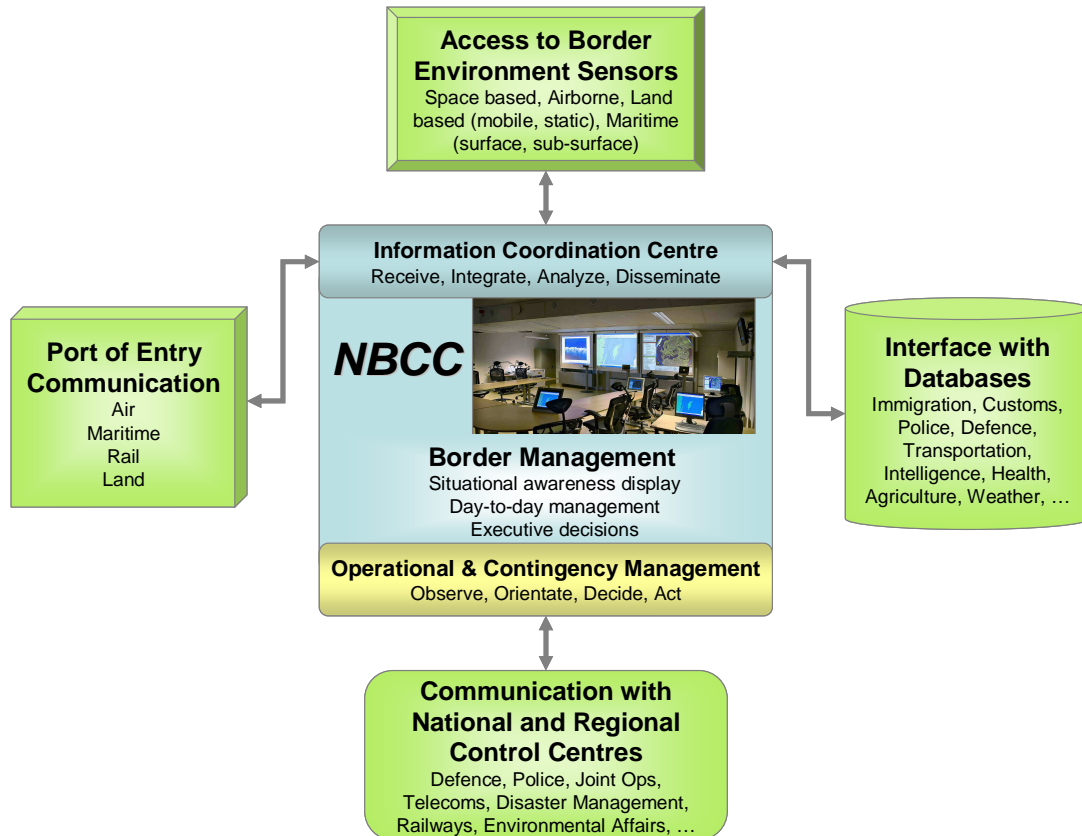 Access to Border
Environment Sensors
Space based, Airborne, Land
based (mobile, static), Maritime
(surface, sub-surface)
Information Coordination Centre
Receive, Integrate, Analyze, Disseminate
Port of Entry
Communication
Air
Maritime
Rail
Land
NBCC
Interface with
Databases
Immigration, Customs,
Police, Defence,
Transportation,
Intelligence, Health,
Agriculture, Weather, …
Border Management
Situational awareness display
Day-to-day management
Executive decisions
Operational & Contingency Management
Observe, Orientate, Decide, Act
Communication with
National and Regional
Control Centres
Defence, Police, Joint Ops,
Telecoms, Disaster Management,
Railways, Environmental Affairs, …